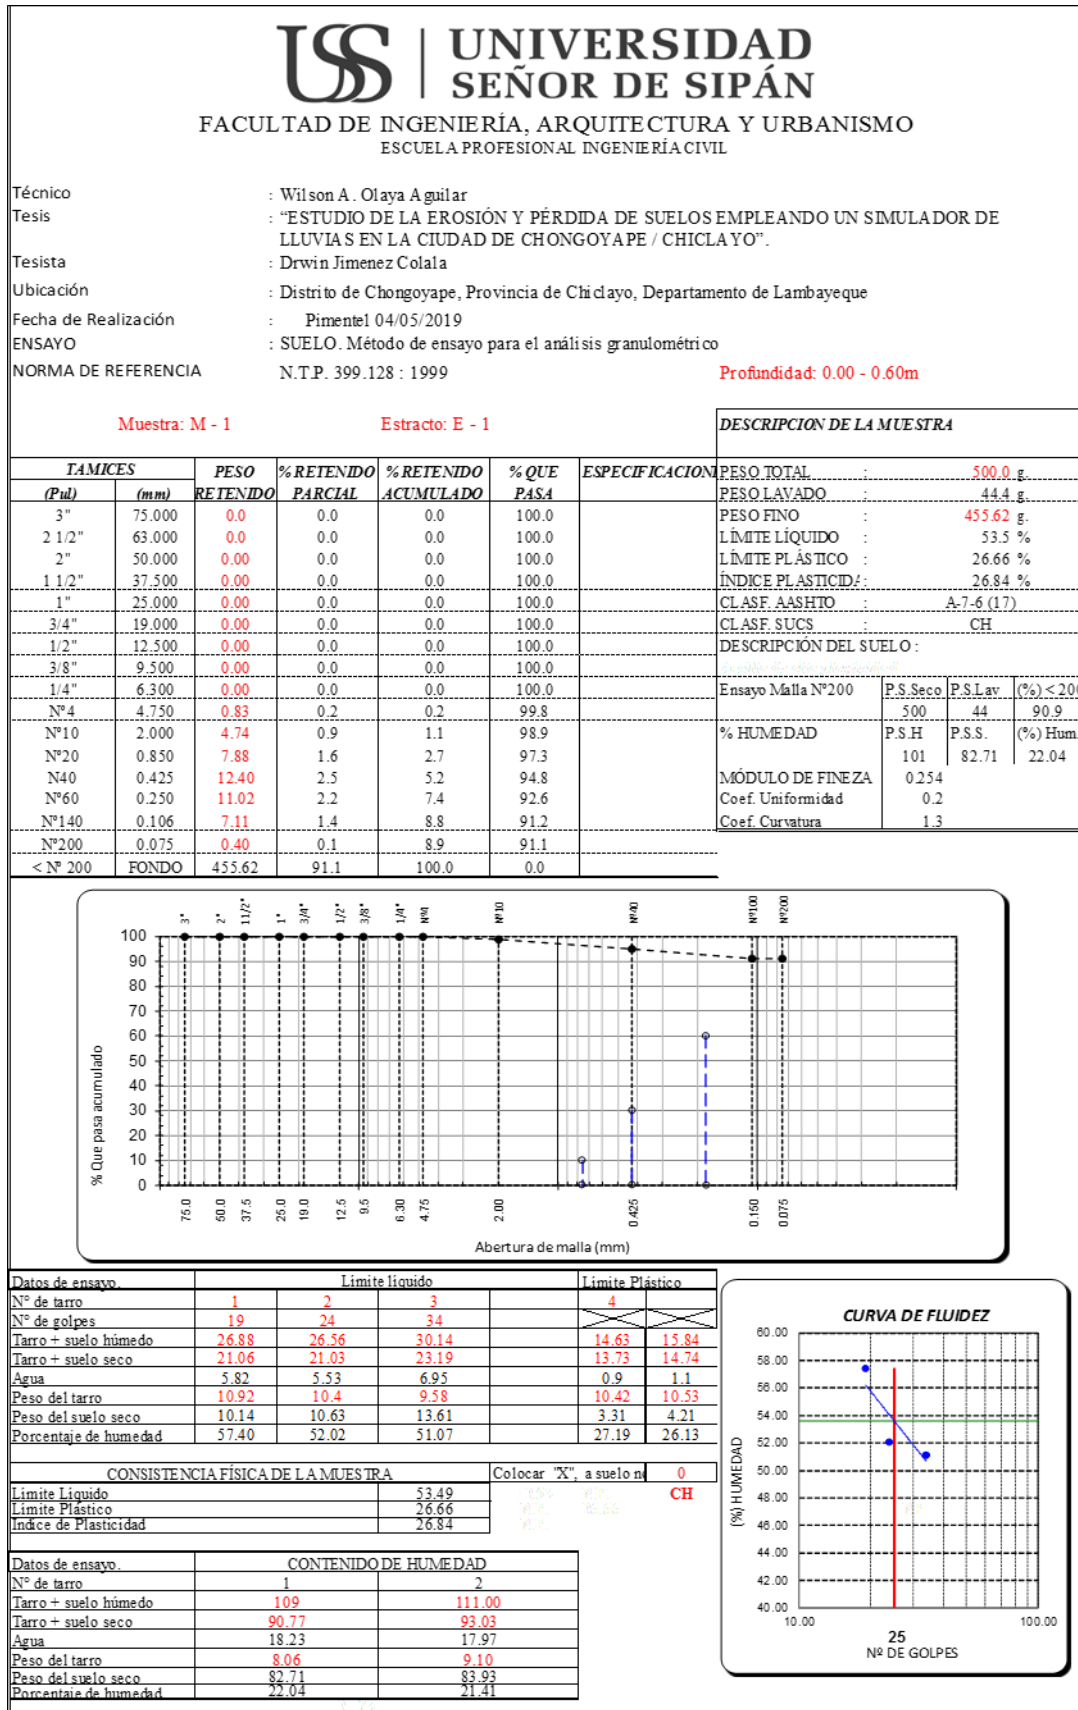 USS | UNIVERSIDAD
SEÑOR DE SIPÁN
FACULTAD DE INGENIERÍA, ARQUITECTURA Y URBANISMO
ESCUELA PROFESIONAL INGENIERÍA CIVIL
Técnico : Wilson A. Olaya Aguilar
Tesis : “ESTUDIO DE LA EROSIÓN Y PÉRDIDA DE SUELOS EMPLEANDO UN SIMULADOR DE
LLUVIAS EN LA CIUDAD DE CHONGOYAPE / CHICLAYO”.
Tesista : Drwin Jimenez Colala
Ubicación : Distrito de Chongoyape, Provincia de Chiclayo, Departamento de Lambayeque
Fecha de Realización : Pimentel 04/05/2019
ENSAYO : SUELO. Método de ensayo para el análisis granulométrico
NORMA DE REFERENCIA N.T.P. 399.128 : 1999 Profundidad: 0.00 - 0.60m
Muestra: M - 1 Estracto: E - 1
TAMICES PESO % RETENIDO % RETENIDO % QUE ESPECIFICACION
(Pul) (mm) RETENIDO PARCIAL ACUMULADO PASA
3" 75.000 0.0 0.0 0.0 100.0
2 1/2" 63.000 0.0 0.0 0.0 100.0
2" 50.000 0.00 0.0 0.0 100.0
1 1/2" 37.500 0.00 0.0 0.0 100.0
1" 25.000 0.00 0.0 0.0 100.0
3/4" 19.000 0.00 0.0 0.0 100.0
1/2" 12.500 0.00 0.0 0.0 100.0
3/8" 9.500 0.00 0.0 0.0 100.0
1/4" 6.300 0.00 0.0 0.0 100.0
Nº4 4.750 0.83 0.2 0.2 99.8
Nº10 2.000 4.74 0.9 1.1 98.9
Nº20 0.850 7.88 1.6 2.7 97.3
N40 0.425 12.40 2.5 5.2 94.8
Nº60 0.250 11.02 2.2 7.4 92.6
Nº140 0.106 7.11 1.4 8.8 91.2
Nº200 0.075 0.40 0.1 8.9 91.1
< Nº 200 FONDO 455.62 91.1 100.0 0.0
DESCRIPCION DE LA MUESTRA
PESO TOTAL : 500.0 g.
PESO LAVADO : 44.4 g.
PESO FINO : 455.62 g.
LÍMITE LÍQUIDO : 53.5 %
LÍMITE PLÁSTICO : 26.66 %
ÍNDICE PLASTICIDA : 26.84 %
CLASF. AASHTO : A-7-6 (17)
CLASF. SUCS : CH
DESCRIPCIÓN DEL SUELO :
Ensayo Malla Nº200 P.S.Seco P.S.Lav (%) < 200
500 44 90.9
% HUMEDAD P.S.H P.S.S. (%) Hum.
101 82.71 22.04
MÓDULO DE FINEZA 0.254
Coef. Uniformidad 0.2
Coef. Curvatura 1.3
3" 2" 1 1/2" 1" 3/4" 1/2" 3/8" 1/4" Nº4 Nº10 Nº40 Nº100 Nº200
100
90
80
70
60
50
40
30
20
10
0
% Que pasa acumulado
75.0 50.0 37.5 25.0 19.0 12.5 9.5 6.30 4.75 2.00 0.425 0.150 0.075
Abertura de malla (mm)
Datos de ensayo. Limite liquido Limite Plástico
N° de tarro 1 2 3 4
N° de golpes 19 24 34
Tarro + suelo húmedo 26.88 26.56 30.14 14.63 15.84
Tarro + suelo seco 21.06 21.03 23.19 13.73 14.74
Agua 5.82 5.53 6.95 0.9 1.1
Peso del tarro 10.92 10.4 9.58 10.42 10.53
Peso del suelo seco 10.14 10.63 13.61 3.31 4.21
Porcentaje de humedad 57.40 52.02 51.07 27.19 26.13
CONSISTENCIA FÍSICA DE LA MUESTRA Colocar "X", a suelo no 0
Limite Liquido 53.49 CH
Limite Plástico 26.66
Indice de Plasticidad 26.84
Datos de ensayo. CONTENIDO DE HUMEDAD
N° de tarro 1 2
Tarro + suelo húmedo 109 111.00
Tarro + suelo seco 90.77 93.03
Agua 18.23 17.97
Peso del tarro 8.06 9.10
Peso del suelo seco 82.71 83.93
Porcentaje de humedad 22.04 21.41
CURVA DE FLUIDEZ
60.00
58.00
56.00
54.00
52.00
50.00
48.00
46.00
44.00
42.00
40.00
(%) HUMEDAD
10.00 100.00
25
Nº DE GOLPES